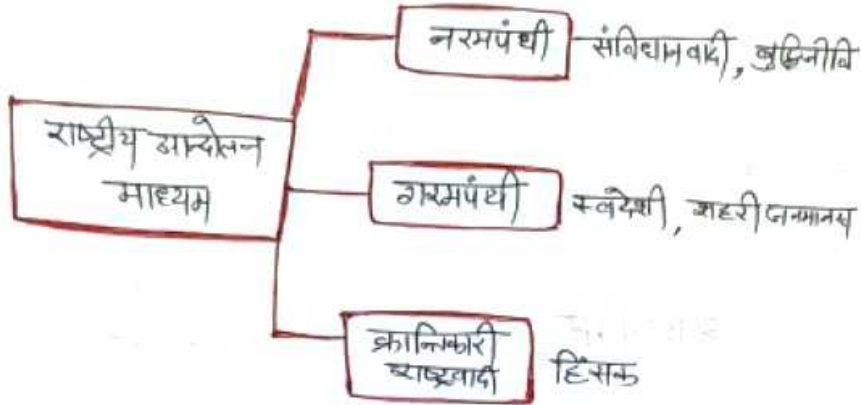 नरमपंथी
संविधानवादी, बुद्धिजीवि
राष्ट्रीय आन्दोलन
माध्यम
गरमपंथी
स्वदेशी, शहरी जनमानस
क्रान्तिकारी
राष्ट्रवादी
हिंसक